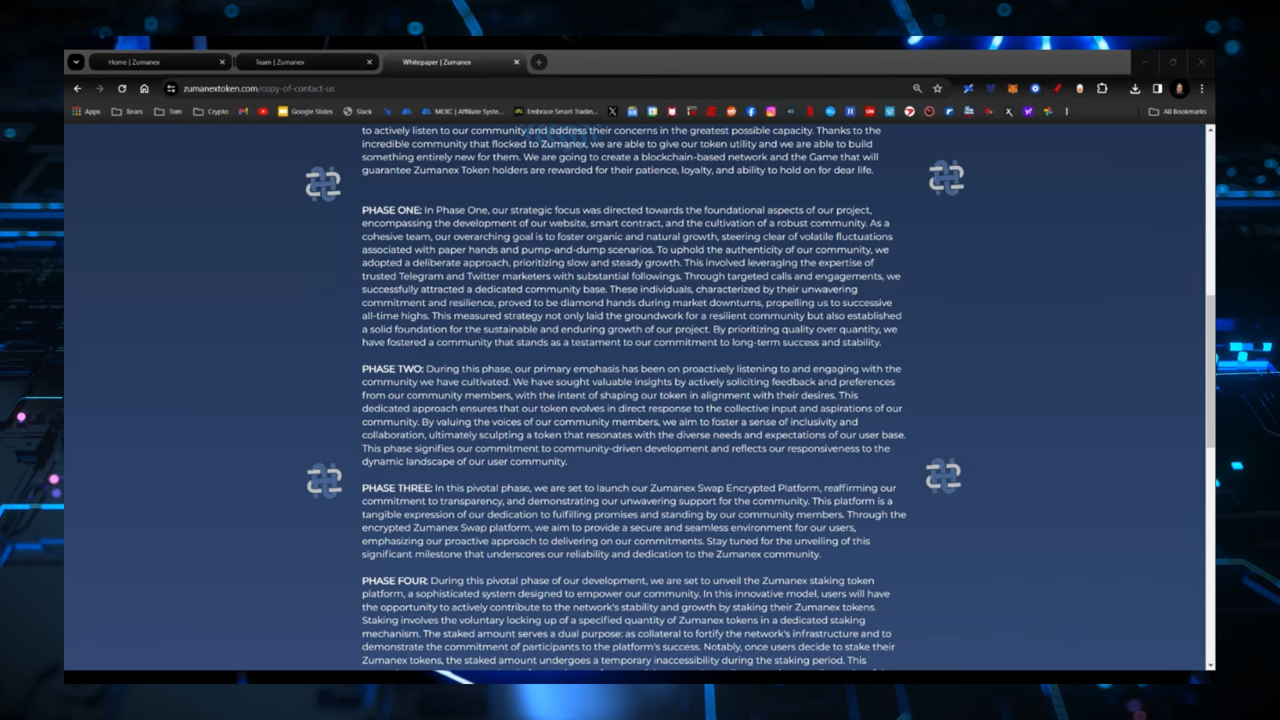 Home | Zumanex
Team | Zumanex
Whitepaper | Zumanex
zumanextoken.com/copy-of-contact-us
Apps
Bears
Tom
Crypto
Google Slides
Slack
MEXC | Affiliate Syste...
Embrace Smart Tradin...
All Bookmarks
to actively listen to our community and address their concerns in the greatest possible capacity. Thanks to the
incredible community that flocked to Zumanex, we are able to give our token utility and we are able to build
something entirely new for them. We are going to create a blockchain-based network and the Game that will
guarantee Zumanex Token holders are rewarded for their patience, loyalty, and ability to hold on for dear life.
PHASE ONE: In Phase One, our strategic focus was directed towards the foundational aspects of our project,
encompassing the development of our website, smart contract, and the cultivation of a robust community. As a
cohesive team, our overarching goal is to foster organic and natural growth, steering clear of volatile fluctuations
associated with paper hands and pump-and-dump scenarios. To uphold the authenticity of our community, we
adopted a deliberate approach, prioritizing slow and steady growth. This involved leveraging the expertise of
trusted Telegram and Twitter marketers with substantial followings. Through targeted calls and engagements, we
successfully attracted a dedicated community base. These individuals, characterized by their unwavering
commitment and resilience, proved to be diamond hands during market downturns, propelling us to successive
all-time highs. This measured strategy not only laid the groundwork for a resilient community but also established
a solid foundation for the sustainable and enduring growth of our project. By prioritizing quality over quantity, we
have fostered a community that stands as a testament to our commitment to long-term success and stability.
PHASE TWO: During this phase, our primary emphasis has been on proactively listening to and engaging with the
community we have cultivated. We have sought valuable insights by actively soliciting feedback and preferences
from our community members, with the intent of shaping our token in alignment with their desires. This
dedicated approach ensures that our token evolves in direct response to the collective input and aspirations of our
community. By valuing the voices of our community members, we aim to foster a sense of inclusivity and
collaboration, ultimately sculpting a token that resonates with the diverse needs and expectations of our user base.
This phase signifies our commitment to community-driven development and reflects our responsiveness to the
dynamic landscape of our user community.
PHASE THREE: In this pivotal phase, we are set to launch our Zumanex Swap Encrypted Platform, reaffirming our
commitment to transparency, and demonstrating our unwavering support for the community. This platform is a
tangible expression of our dedication to fulfilling promises and standing by our community members. Through the
encrypted Zumanex Swap platform, we aim to provide a secure and seamless environment for our users,
emphasizing our proactive approach to delivering on our commitments. Stay tuned for the unveiling of this
significant milestone that underscores our reliability and dedication to the Zumanex community.
PHASE FOUR: During this pivotal phase of our development, we are set to unveil the Zumanex staking token
platform, a sophisticated system designed to empower our community. In this innovative model, users will have
the opportunity to actively contribute to the network's stability and growth by staking their Zumanex tokens.
Staking involves the voluntary locking up of a specified quantity of Zumanex tokens in a dedicated staking
mechanism. The staked amount serves a dual purpose: as collateral to fortify the network's infrastructure and to
demonstrate the commitment of participants to the platform's success. Notably, once users decide to stake their
Zumanex tokens, the staked amount undergoes a temporary inaccessibility during the staking period. This